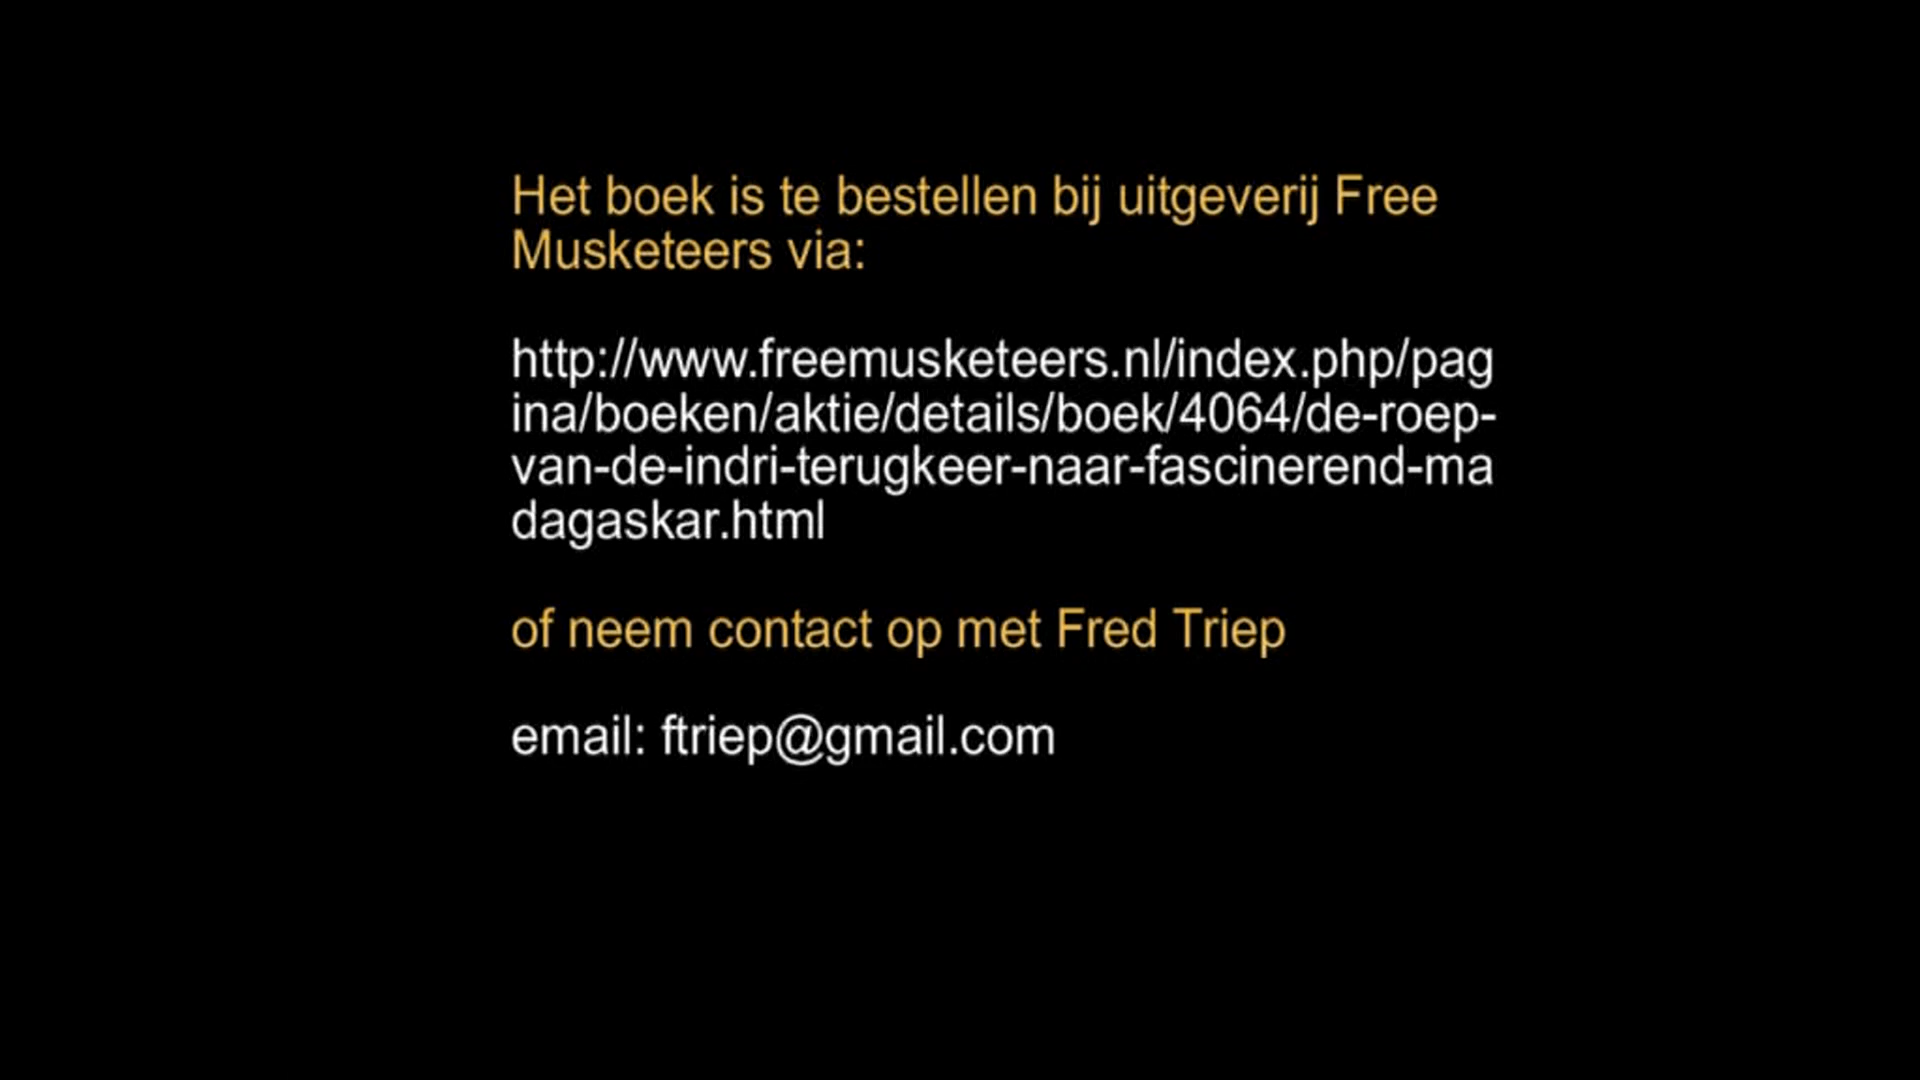 Het boek is te bestellen bij uitgeverij Free
Musketeers via:
http://www.freemusketeers.nl/index.php/pag
ina/boeken/aktie/details/boek/4064/de-roep-
van-de-indri-terugkeer-naar-fascinerend-ma
dagaskar.html
of neem contact op met Fred Triep
email: ftriep@gmail.com